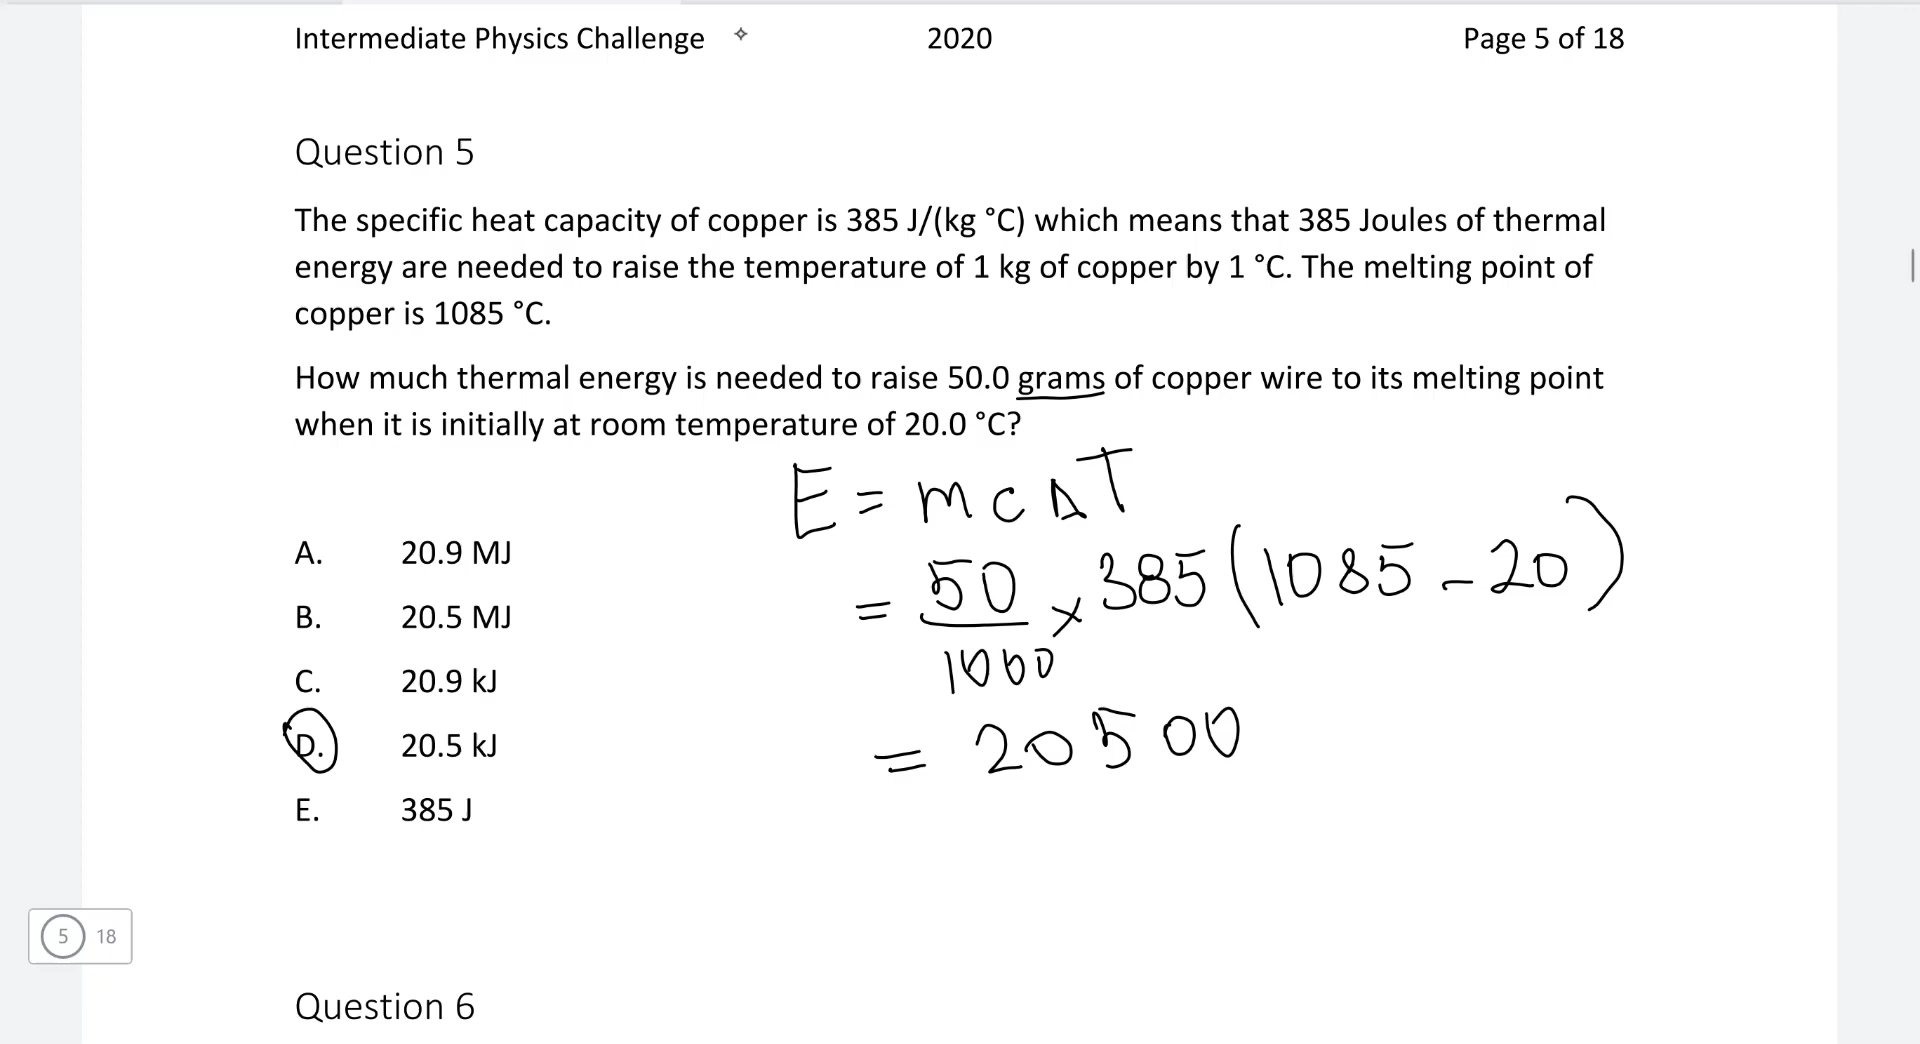 Intermediate Physics Challenge 2020 Page 5 of 18
Question 5
The specific heat capacity of copper is 385 J/(kg °C) which means that 385 Joules of thermal
energy are needed to raise the temperature of 1 kg of copper by 1 °C. The melting point of
copper is 1085 °C.
How much thermal energy is needed to raise 50.0 grams of copper wire to its melting point
when it is initially at room temperature of 20.0 °C?
E = mcΔT
= 50/1000 × 385 (1085 - 20)
= 20500
A. 20.9 MJ
B. 20.5 MJ
C. 20.9 kJ
D. 20.5 kJ
E. 385 J
5 18
Question 6